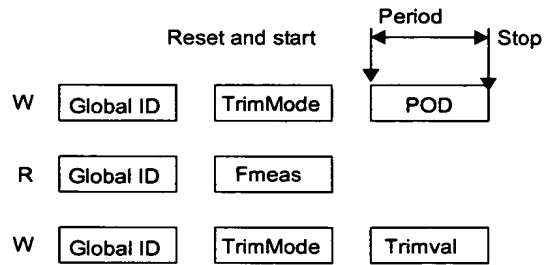 Period
Reset and start Stop
W Global ID TrimMode POD
R Global ID Fmeas
W Global ID TrimMode Trimval